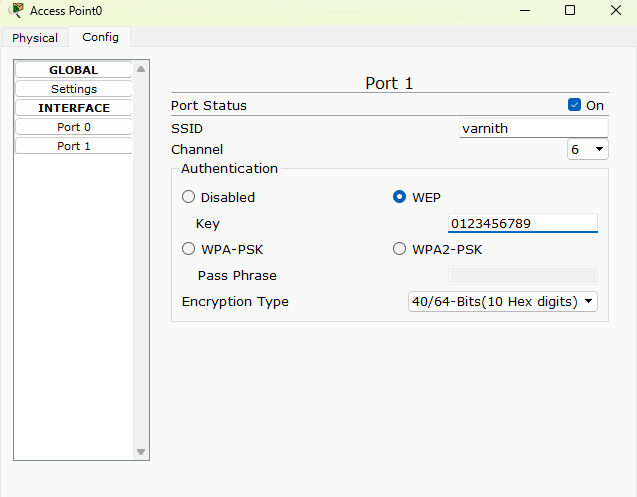 Access Point0
Physical Config
GLOBAL
Settings
INTERFACE
Port 0
Port 1
Port 1
Port Status On
SSID varnith
Channel 6
Authentication
Disabled WEP
Key 0123456789
WPA-PSK WPA2-PSK
Pass Phrase
Encryption Type 40/64-Bits(10 Hex digits)